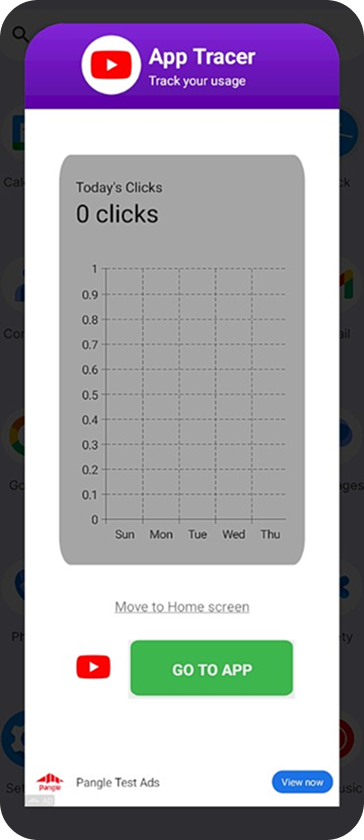 App Tracer
Track your usage
Today's Clicks
0 clicks
1
0.9
0.8
0.7
0.6
0.5
0.4
0.3
0.2
0.1
0
Sun Mon Tue Wed Thu
Move to Home screen
GO TO APP
Pangle
Pangle Test Ads
View now